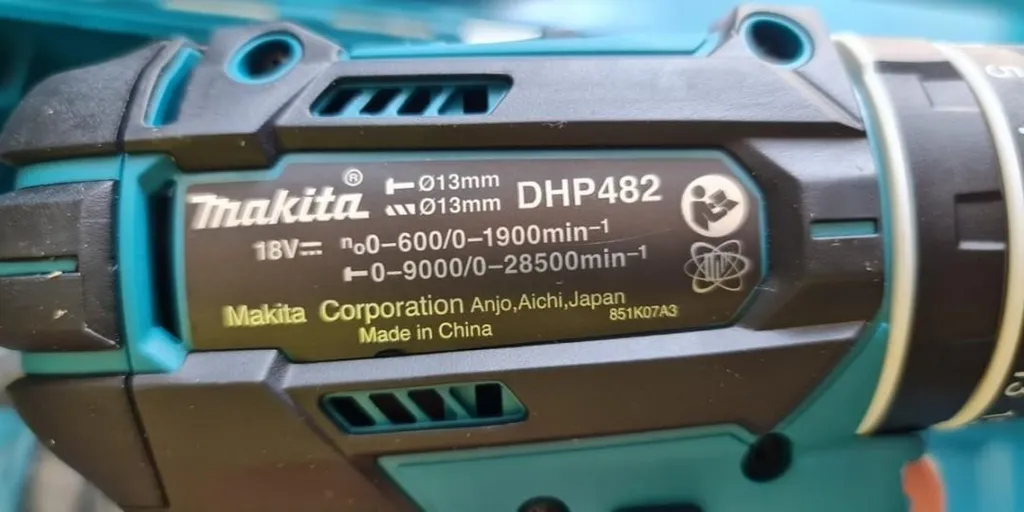 Makita® Ø13mm DHP482
Ø13mm
18V⎓ n₀0–600/0–1900min⁻¹
0–9000/0–28500min⁻¹
Makita Corporation Anjo,Aichi,Japan
851K07A3
Made in China